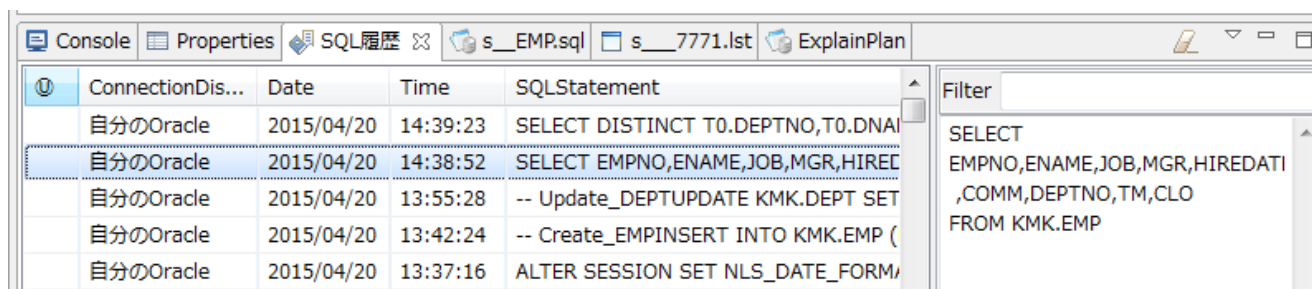 Console Properties SQL履歴 s__EMP.sql s___7771.lst ExplainPlan
ConnectionDis... Date Time SQLStatement
自分のOracle 2015/04/20 14:39:23 SELECT DISTINCT T0.DEPTNO,T0.DNA
自分のOracle 2015/04/20 14:38:52 SELECT EMPNO,ENAME,JOB,MGR,HIRED
自分のOracle 2015/04/20 13:55:28 -- Update_DEPTUPDATE KMK.DEPT SET
自分のOracle 2015/04/20 13:42:24 -- Create_EMPINSERT INTO KMK.EMP (
自分のOracle 2015/04/20 13:37:16 ALTER SESSION SET NLS_DATE_FORM
Filter
SELECT
EMPNO,ENAME,JOB,MGR,HIREDAT
,COMM,DEPTNO,TM,CLO
FROM KMK.EMP